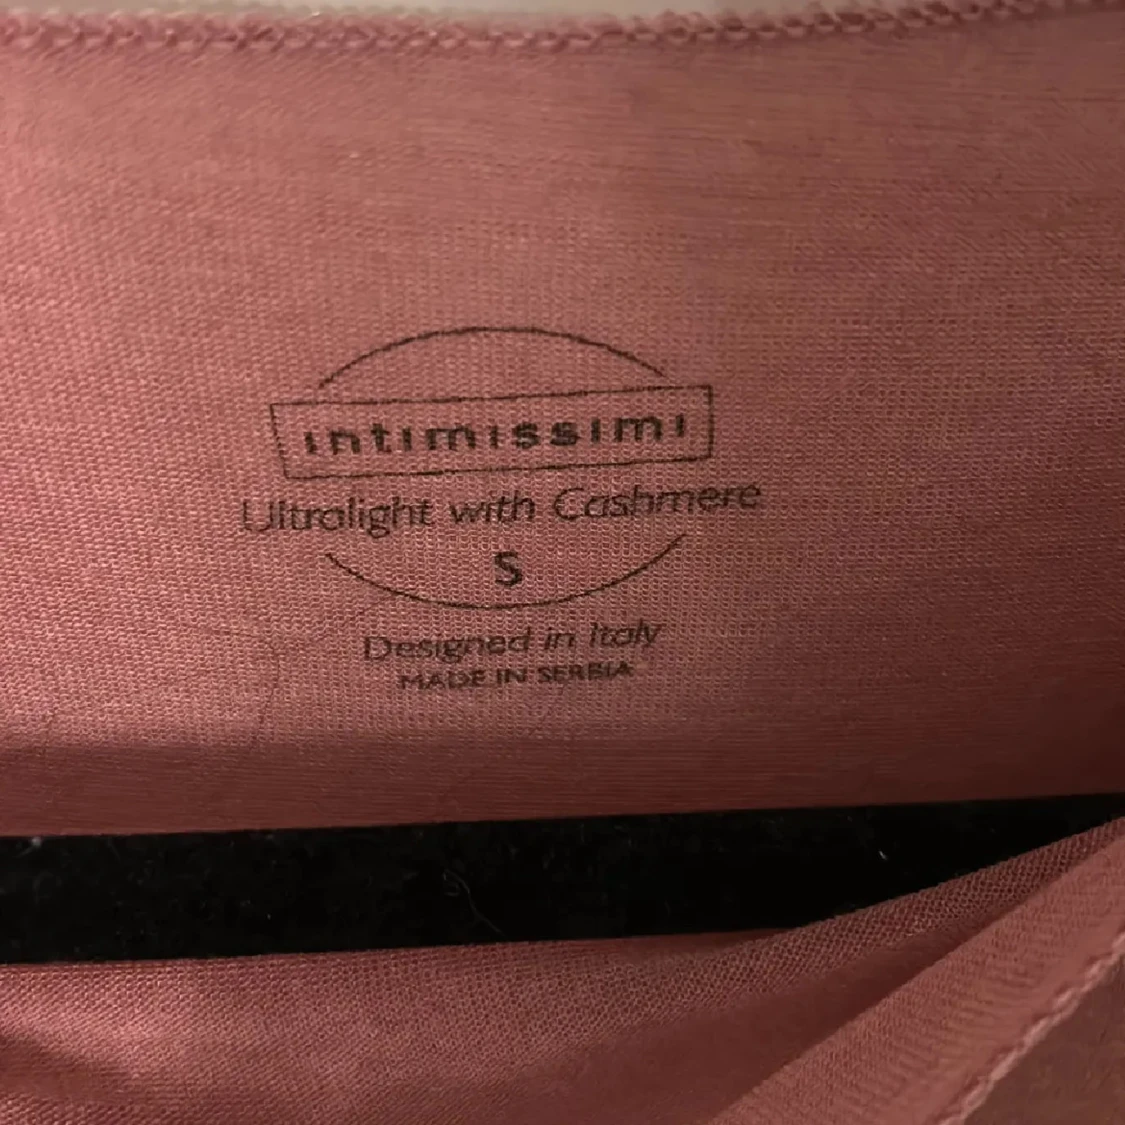 intimissimi
Ultralight with Cashmere
S
Designed in Italy
MADE IN SERBIA